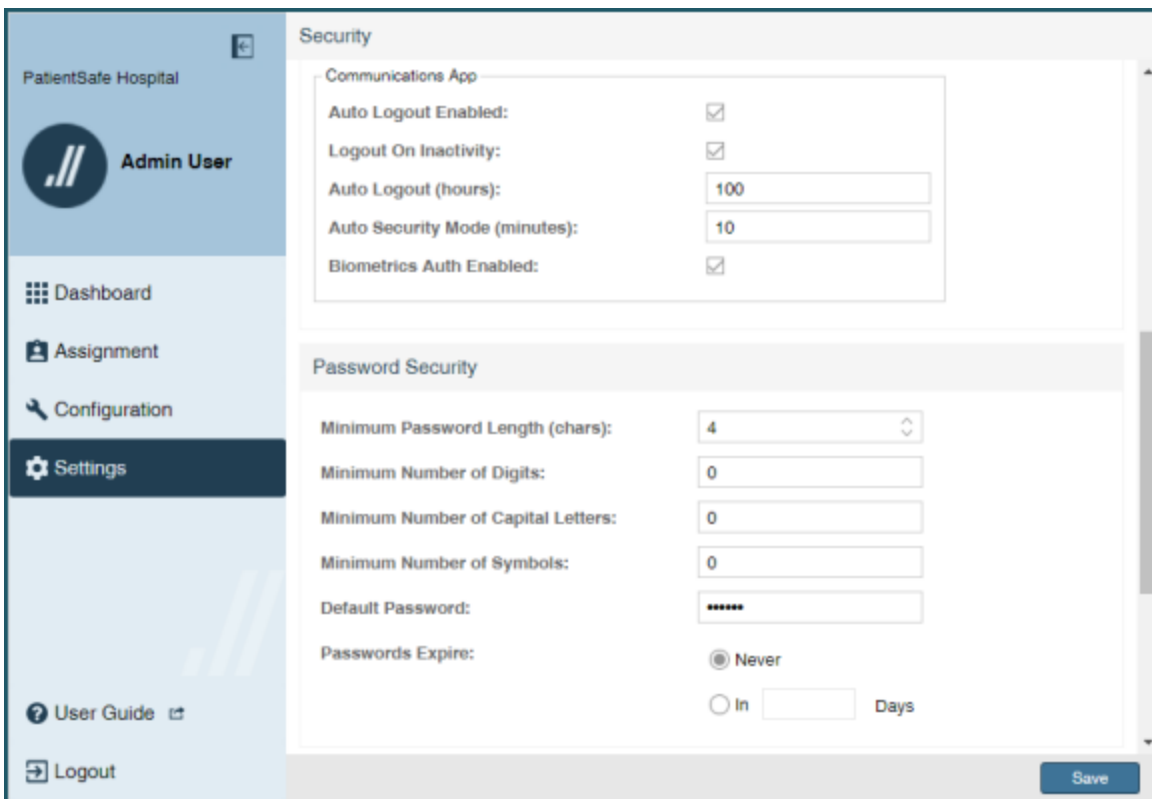 Security
PatientSafe Hospital
Admin User
Dashboard
Assignment
Configuration
Settings
User Guide
Logout
Communications App
Auto Logout Enabled:
Logout On Inactivity:
Auto Logout (hours): 100
Auto Security Mode (minutes): 10
Biometrics Auth Enabled:
Password Security
Minimum Password Length (chars): 4
Minimum Number of Digits: 0
Minimum Number of Capital Letters: 0
Minimum Number of Symbols: 0
Default Password: ••••••
Passwords Expire: Never
In Days
Save